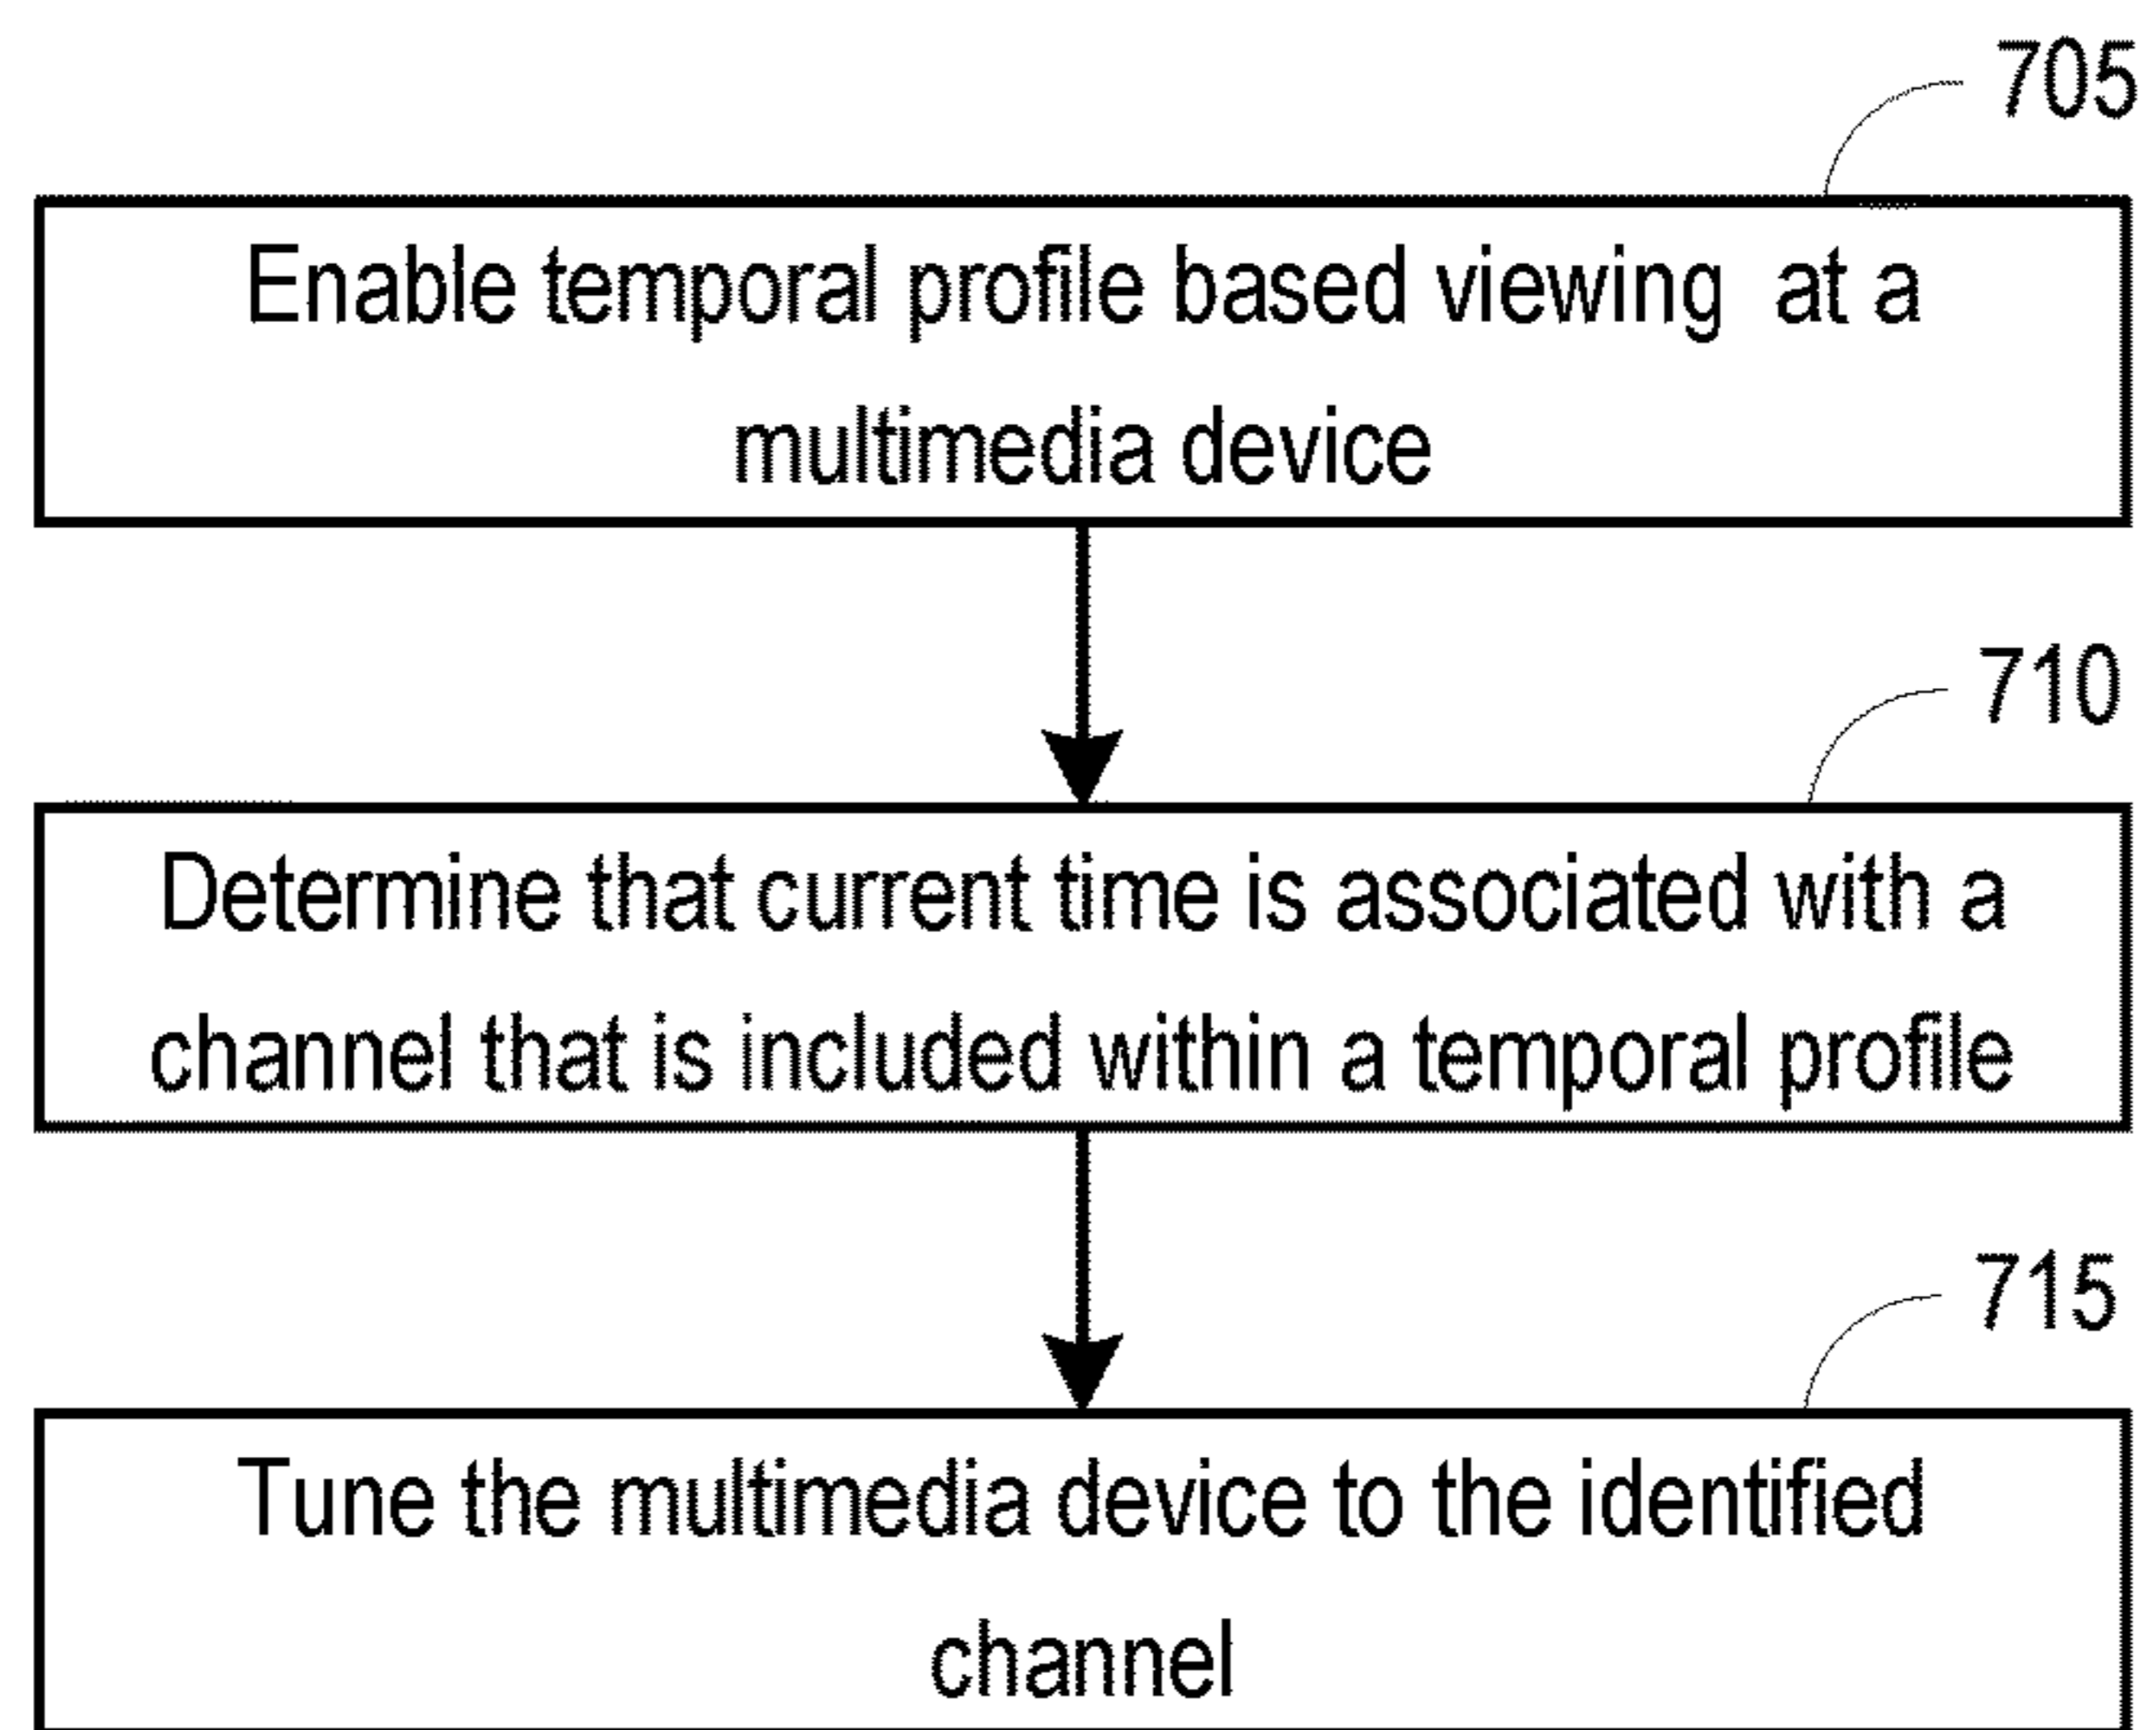 705
Enable temporal profile based viewing at a
multimedia device
710
Determine that current time is associated with a
channel that is included within a temporal profile
715
Tune the multimedia device to the identified
channel